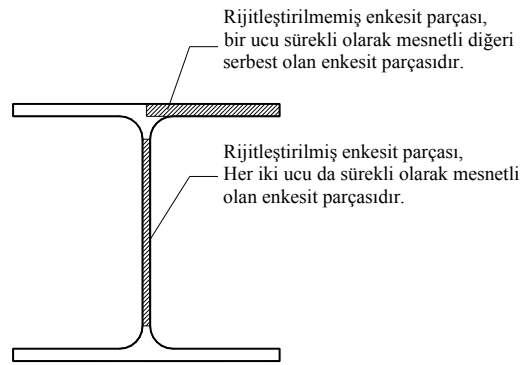 Rijitleştirilmemiş enkesit parçası,
bir ucu sürekli olarak mesnetli diğeri
serbest olan enkesit parçasıdır.
Rijitleştirilmiş enkesit parçası,
Her iki ucu da sürekli olarak mesnetli
olan enkesit parçasıdır.